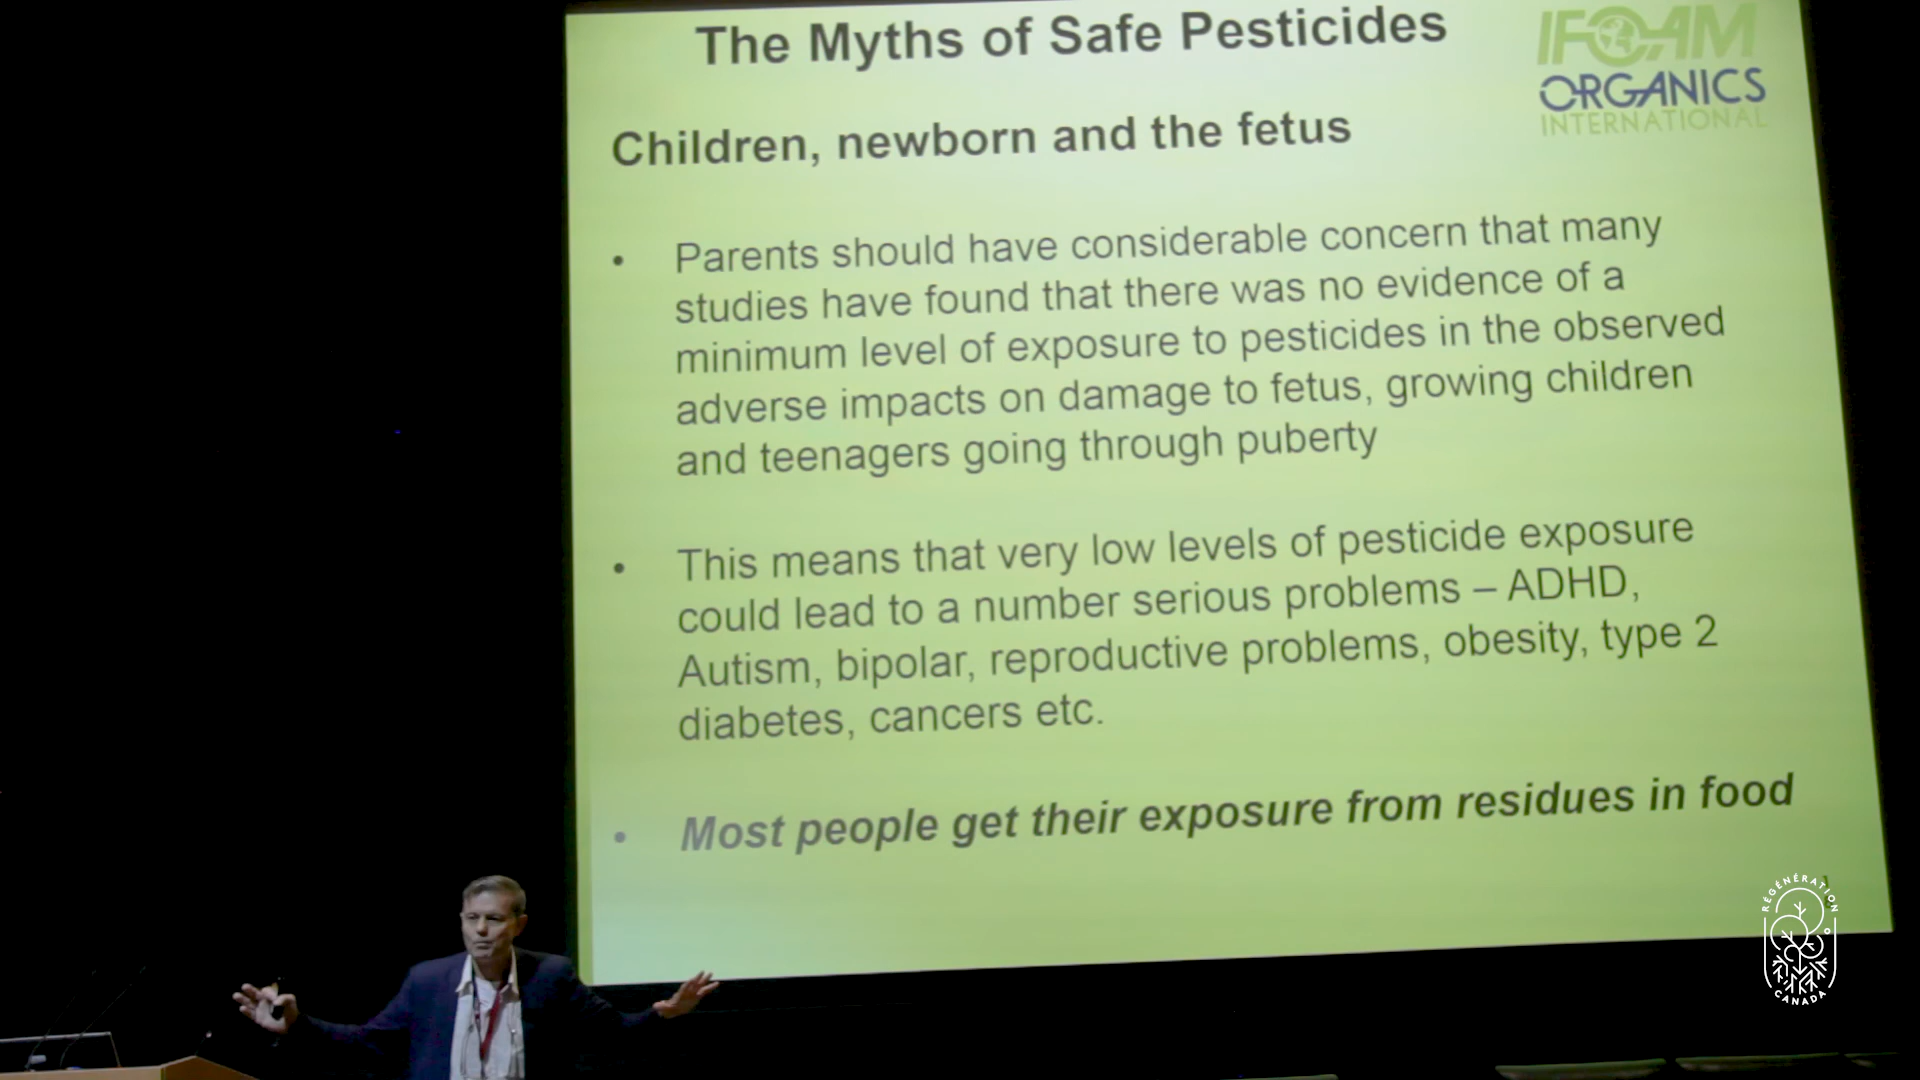 The Myths of Safe Pesticides
IFOAM
ORGANICS
INTERNATIONAL
Children, newborn and the fetus
• Parents should have considerable concern that many
studies have found that there was no evidence of a
minimum level of exposure to pesticides in the observed
adverse impacts on damage to fetus, growing children
and teenagers going through puberty
• This means that very low levels of pesticide exposure
could lead to a number serious problems – ADHD,
Autism, bipolar, reproductive problems, obesity, type 2
diabetes, cancers etc.
• Most people get their exposure from residues in food
RÉGÉNÉRATION
CANADA